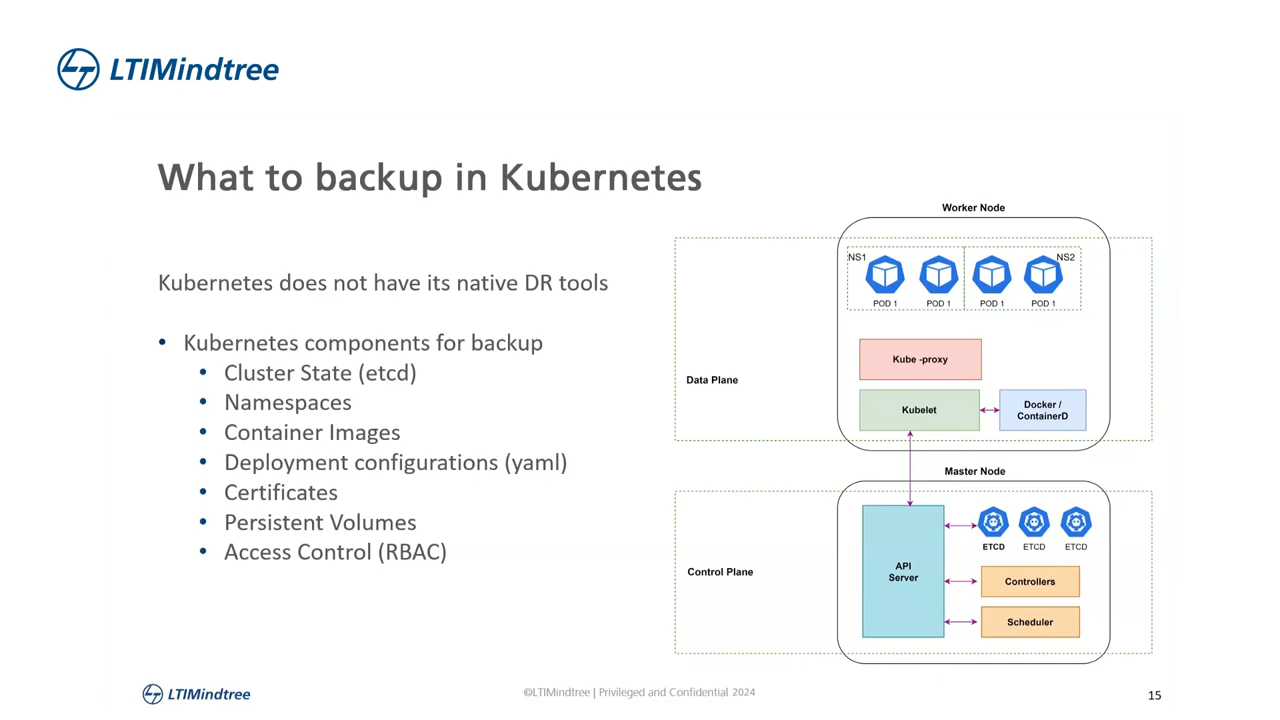 LTIMindtree
What to backup in Kubernetes
Kubernetes does not have its native DR tools
• Kubernetes components for backup
• Cluster State (etcd)
• Namespaces
• Container Images
• Deployment configurations (yaml)
• Certificates
• Persistent Volumes
• Access Control (RBAC)
Worker Node
NS1
NS2
POD 1
POD 1
POD 1
POD 1
Kube -proxy
Data Plane
Kubelet
Docker /
ContainerD
Master Node
ETCD
ETCD
ETCD
API
Server
Control Plane
Controllers
Scheduler
LTIMindtree
©LTIMindtree | Privileged and Confidential 2024
15